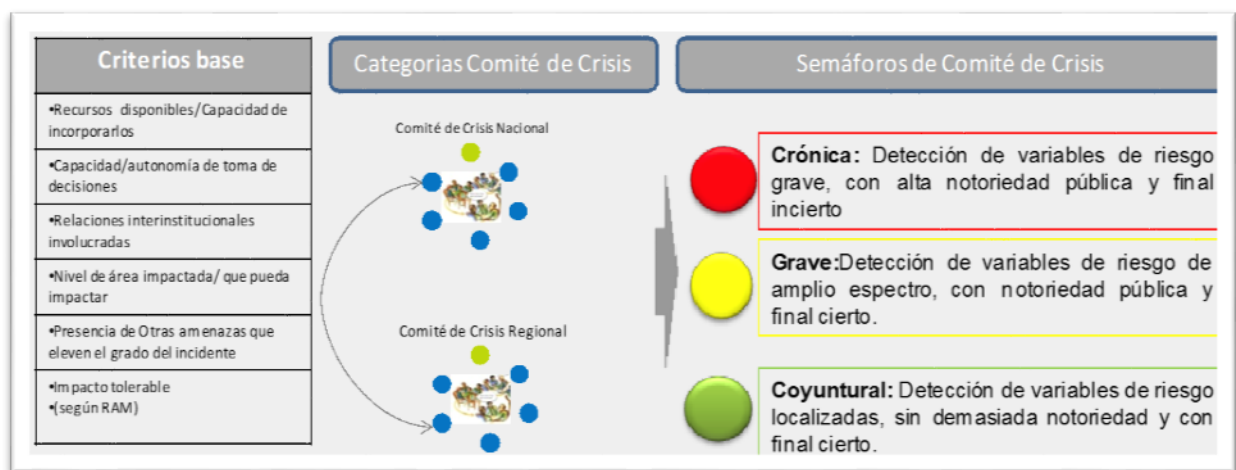 Criterios base
•Recursos disponibles/Capacidad de
incorporarlos
•Capacidad/autonomía de toma de
decisiones
•Relaciones interinstitucionales
involucradas
•Nivel de área impactada/ que pueda
impactar
•Presencia de Otras amenazas que
eleven el grado del incidente
•Impacto tolerable
•(según RAM)
Categorias Comité de Crisis
Comité de Crisis Nacional
Comité de Crisis Regional
Semáforos de Comité de Crisis
Crónica: Detección de variables de riesgo
grave, con alta notoriedad pública y final
incierto
Grave:Detección de variables de riesgo de
amplio espectro, con notoriedad pública y
final cierto.
Coyuntural: Detección de variables de riesgo
localizadas, sin demasiada notoriedad y con
final cierto.